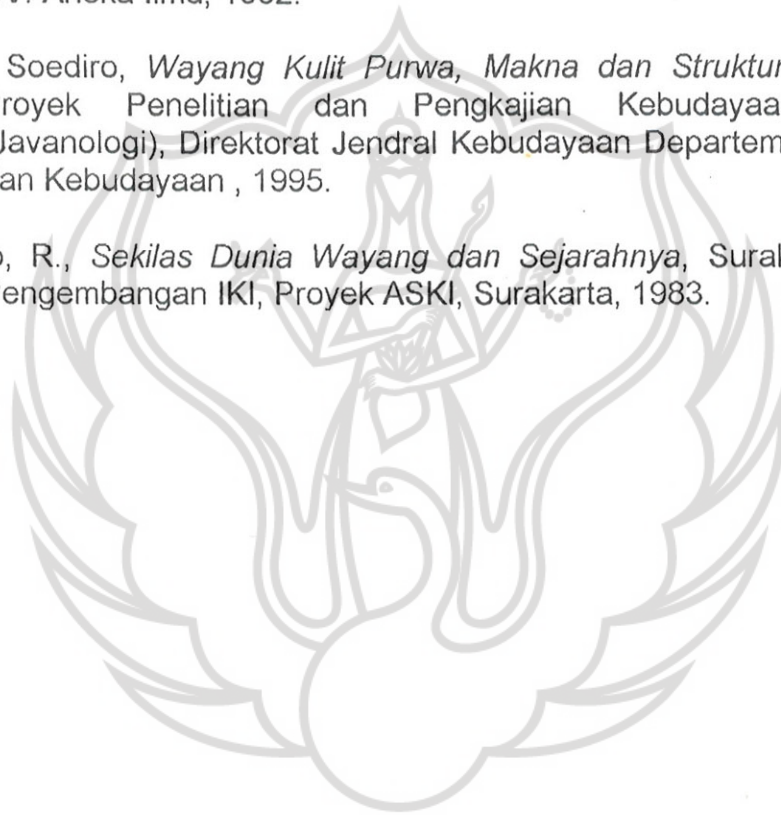 Soediro, Wayang Kulit Purwa, Makna dan Struktur
royek Penelitian dan Pengkajian Kebudayaa
Javanologi), Direktorat Jendral Kebudayaan Departem
an Kebudayaan , 1995.
, R., Sekilas Dunia Wayang dan Sejarahnya, Surak
engembangan IKI, Proyek ASKI, Surakarta, 1983.